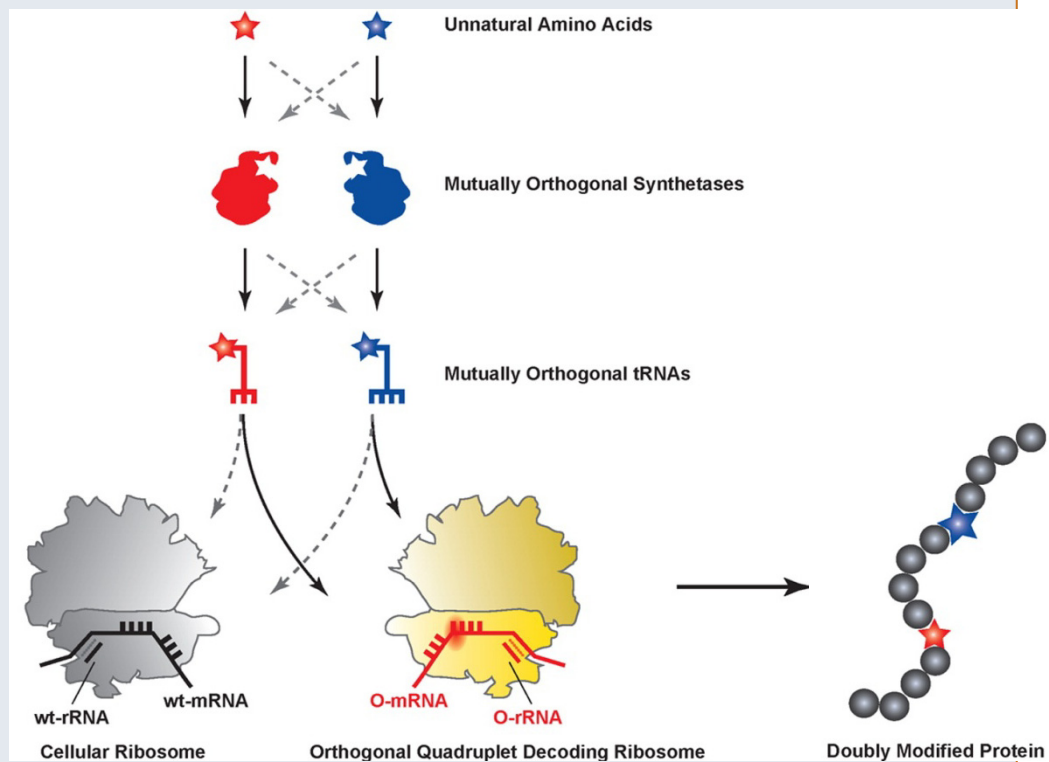 Unnatural Amino Acids
Mutually Orthogonal Synthetases
Mutually Orthogonal tRNAs
wt-rRNA
wt-mRNA
O-mRNA
O-rRNA
Cellular Ribosome
Orthogonal Quadruplet Decoding Ribosome
Doubly Modified Protein